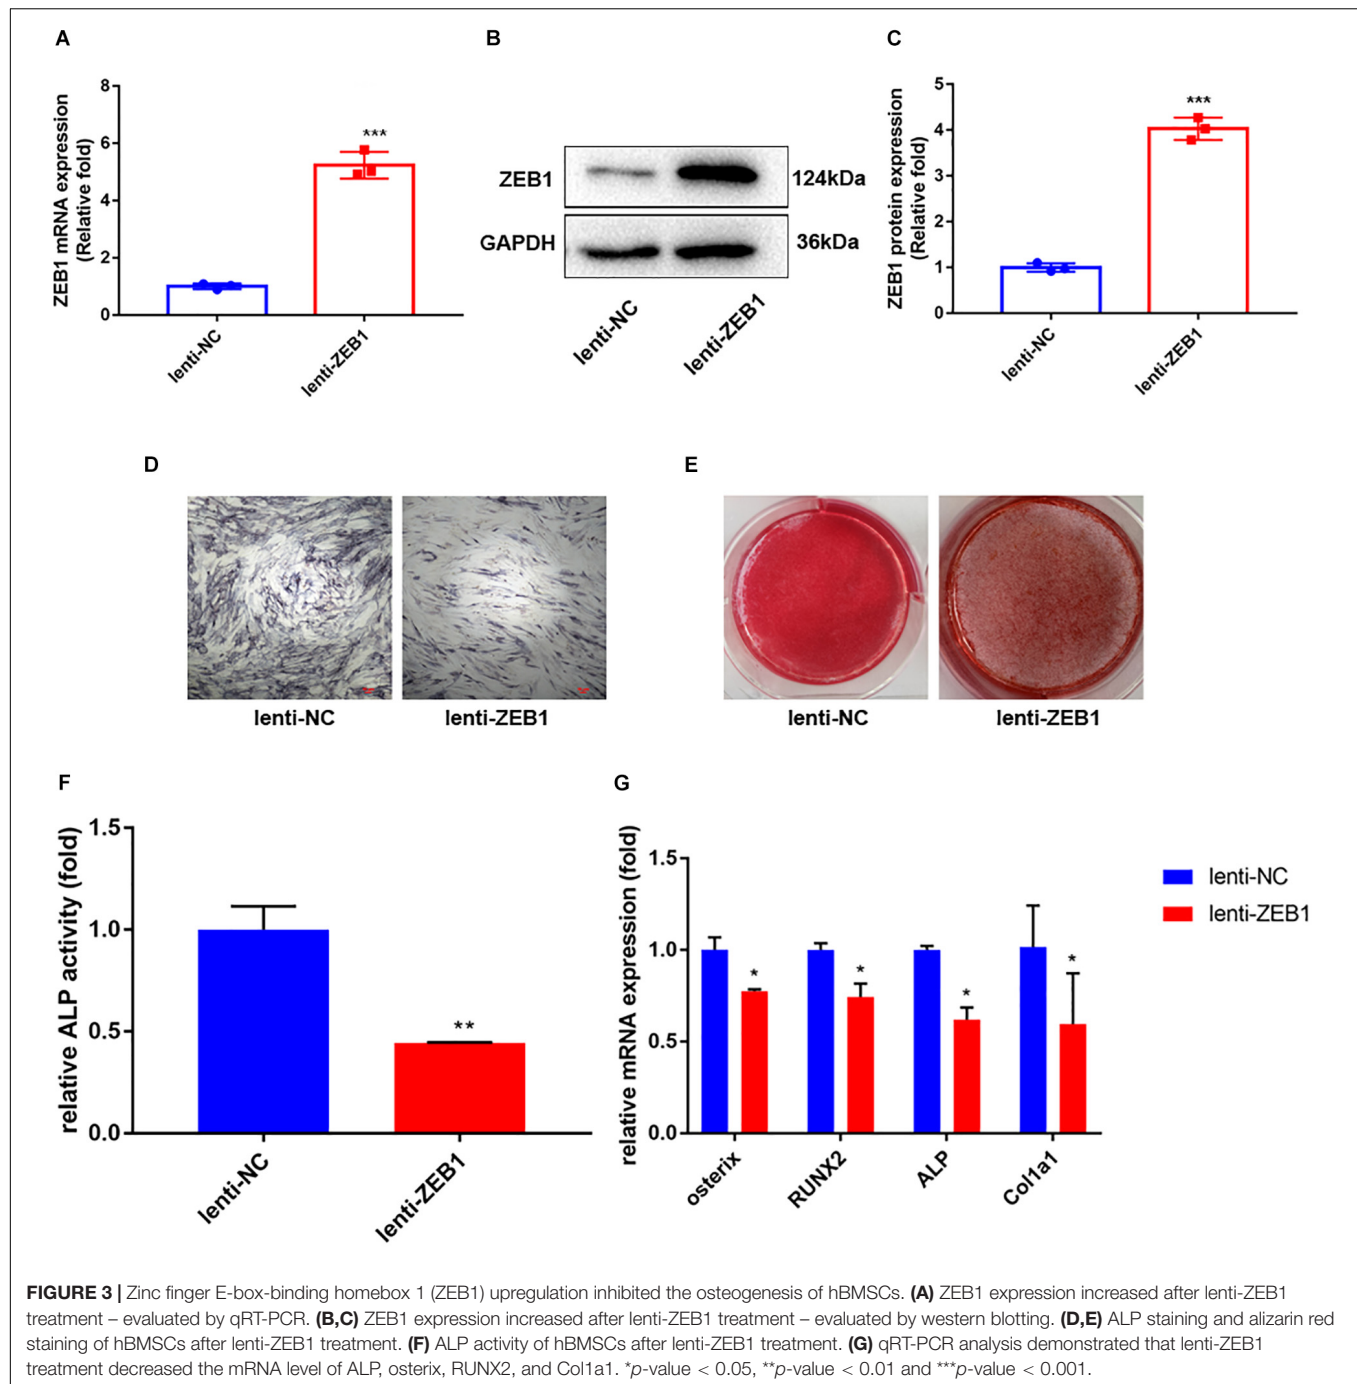 A
ZEB1 mRNA expression
(Relative fold)
8
6
4
2
0
***
lenti-NC
lenti-ZEB1
B
ZEB1
124kDa
GAPDH
36kDa
lenti-NC
lenti-ZEB1
C
ZEB1 protein expression
(Relative fold)
5
4
3
2
1
0
***
lenti-NC
lenti-ZEB1
D
lenti-NC
lenti-ZEB1
E
lenti-NC
lenti-ZEB1
F
relative ALP activity (fold)
1.5
1.0
0.5
0.0
**
lenti-NC
lenti-ZEB1
G
relative mRNA expression (fold)
1.5
1.0
0.5
0.0
*
*
*
*
osterix
RUNX2
ALP
Col1a1
lenti-NC
lenti-ZEB1
FIGURE 3 | Zinc finger E-box-binding homebox 1 (ZEB1) upregulation inhibited the osteogenesis of hBMSCs. (A) ZEB1 expression increased after lenti-ZEB1
treatment – evaluated by qRT-PCR. (B,C) ZEB1 expression increased after lenti-ZEB1 treatment – evaluated by western blotting. (D,E) ALP staining and alizarin red
staining of hBMSCs after lenti-ZEB1 treatment. (F) ALP activity of hBMSCs after lenti-ZEB1 treatment. (G) qRT-PCR analysis demonstrated that lenti-ZEB1
treatment decreased the mRNA level of ALP, osterix, RUNX2, and Col1a1. *p-value < 0.05, **p-value < 0.01 and ***p-value < 0.001.